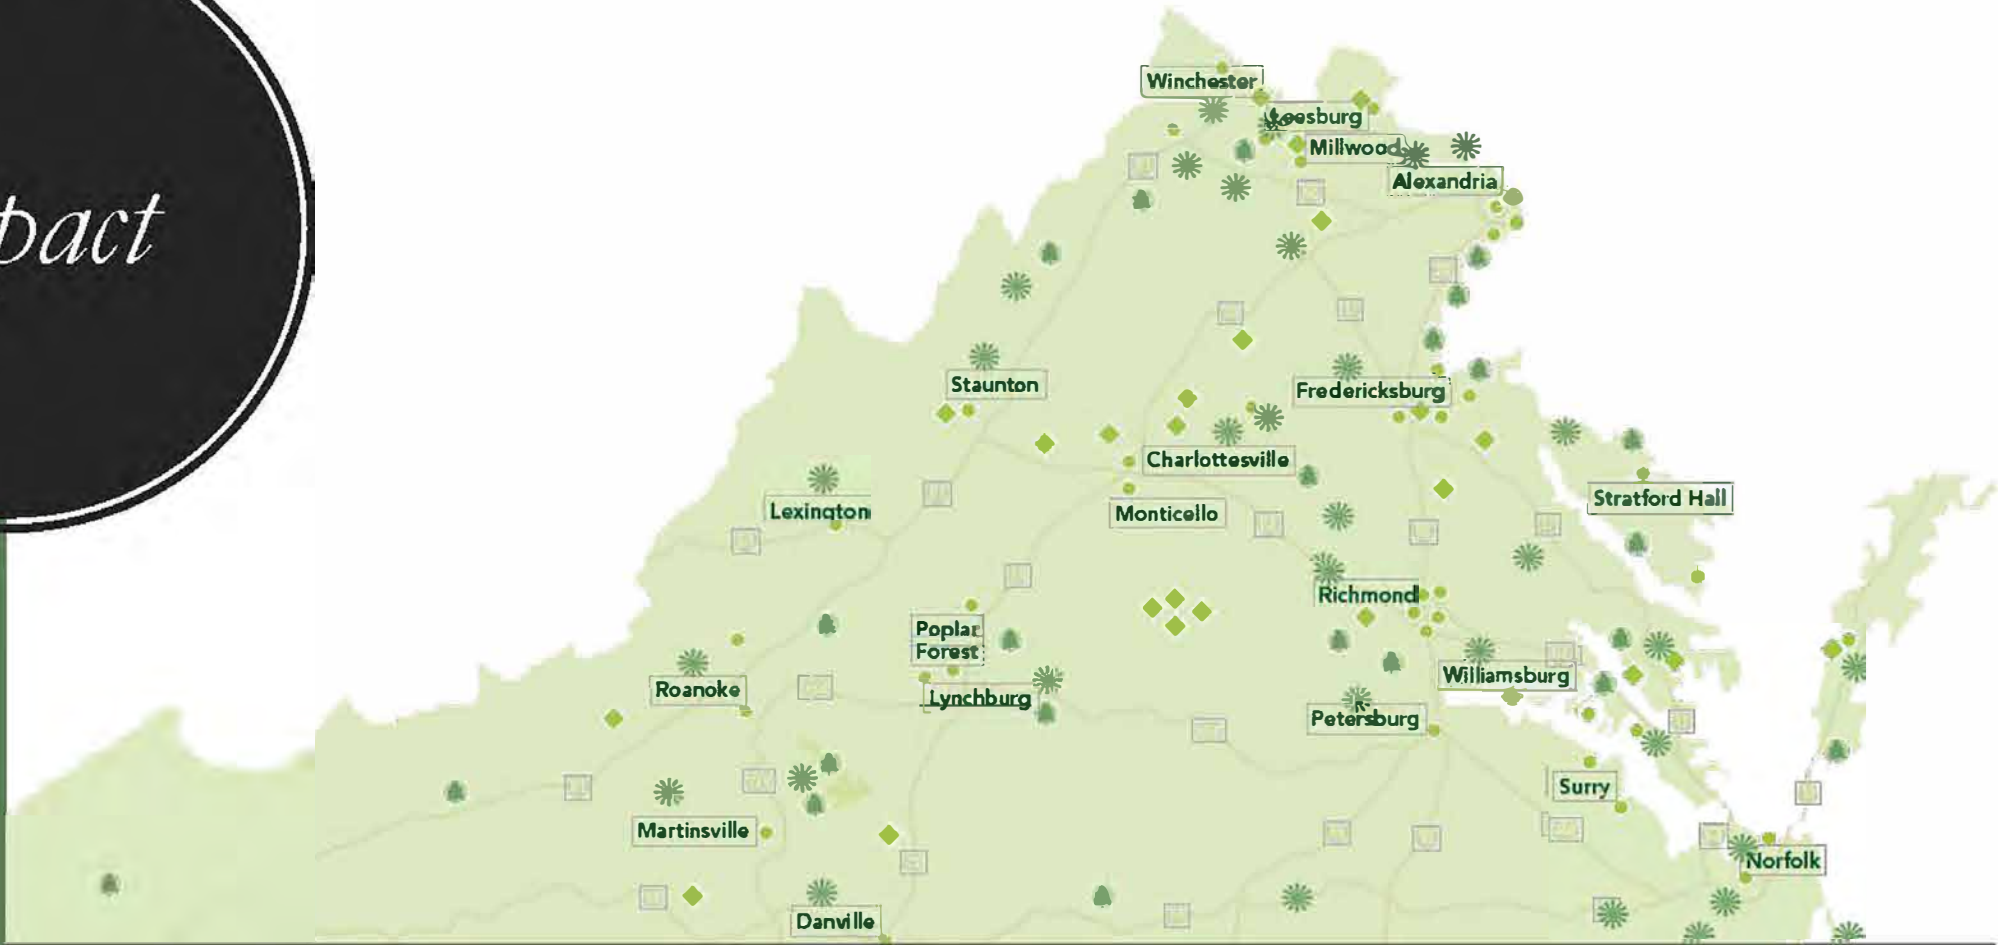 pact
Winchester
Leesburg
Millwood
Alexandria
Staunton
Fredericksburg
Charlottesville
Stratford Hall
Lexington
Monticello
Richmond
Poplar
Forest
Roanoke
Lynchburg
Williamsburg
Petersburg
Surry
Martinsville
Norfolk
Danville